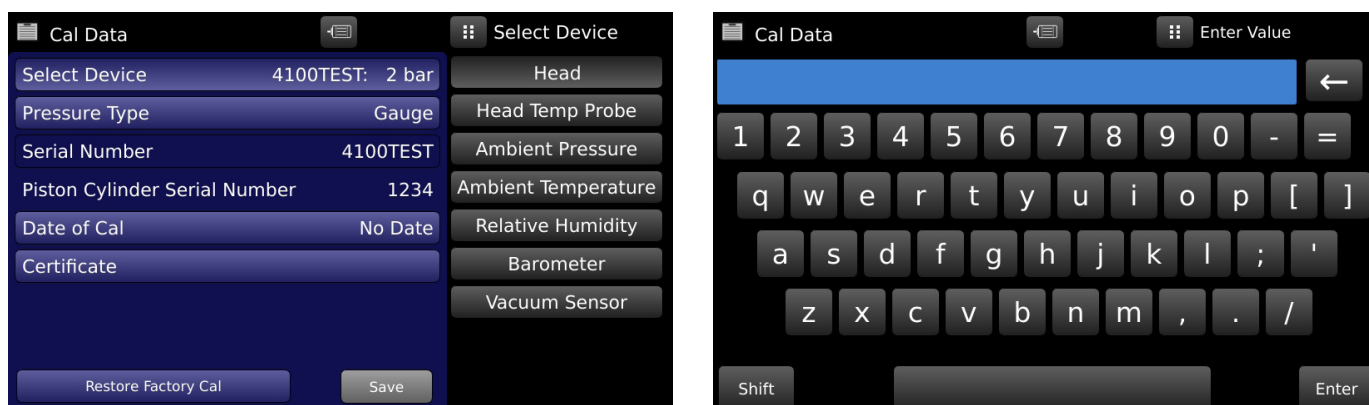 Cal Data
Select Device 4100TEST: 2 bar
Pressure Type Gauge
Serial Number 4100TEST
Piston Cylinder Serial Number 1234
Date of Cal No Date
Certificate
Restore Factory Cal Save
Select Device
Head
Head Temp Probe
Ambient Pressure
Ambient Temperature
Relative Humidity
Barometer
Vacuum Sensor
Cal Data Enter Value
←
1 2 3 4 5 6 7 8 9 0 - =
q w e r t y u i o p [ ]
a s d f g h j k l ; '
z x c v b n m , . /
Shift Enter